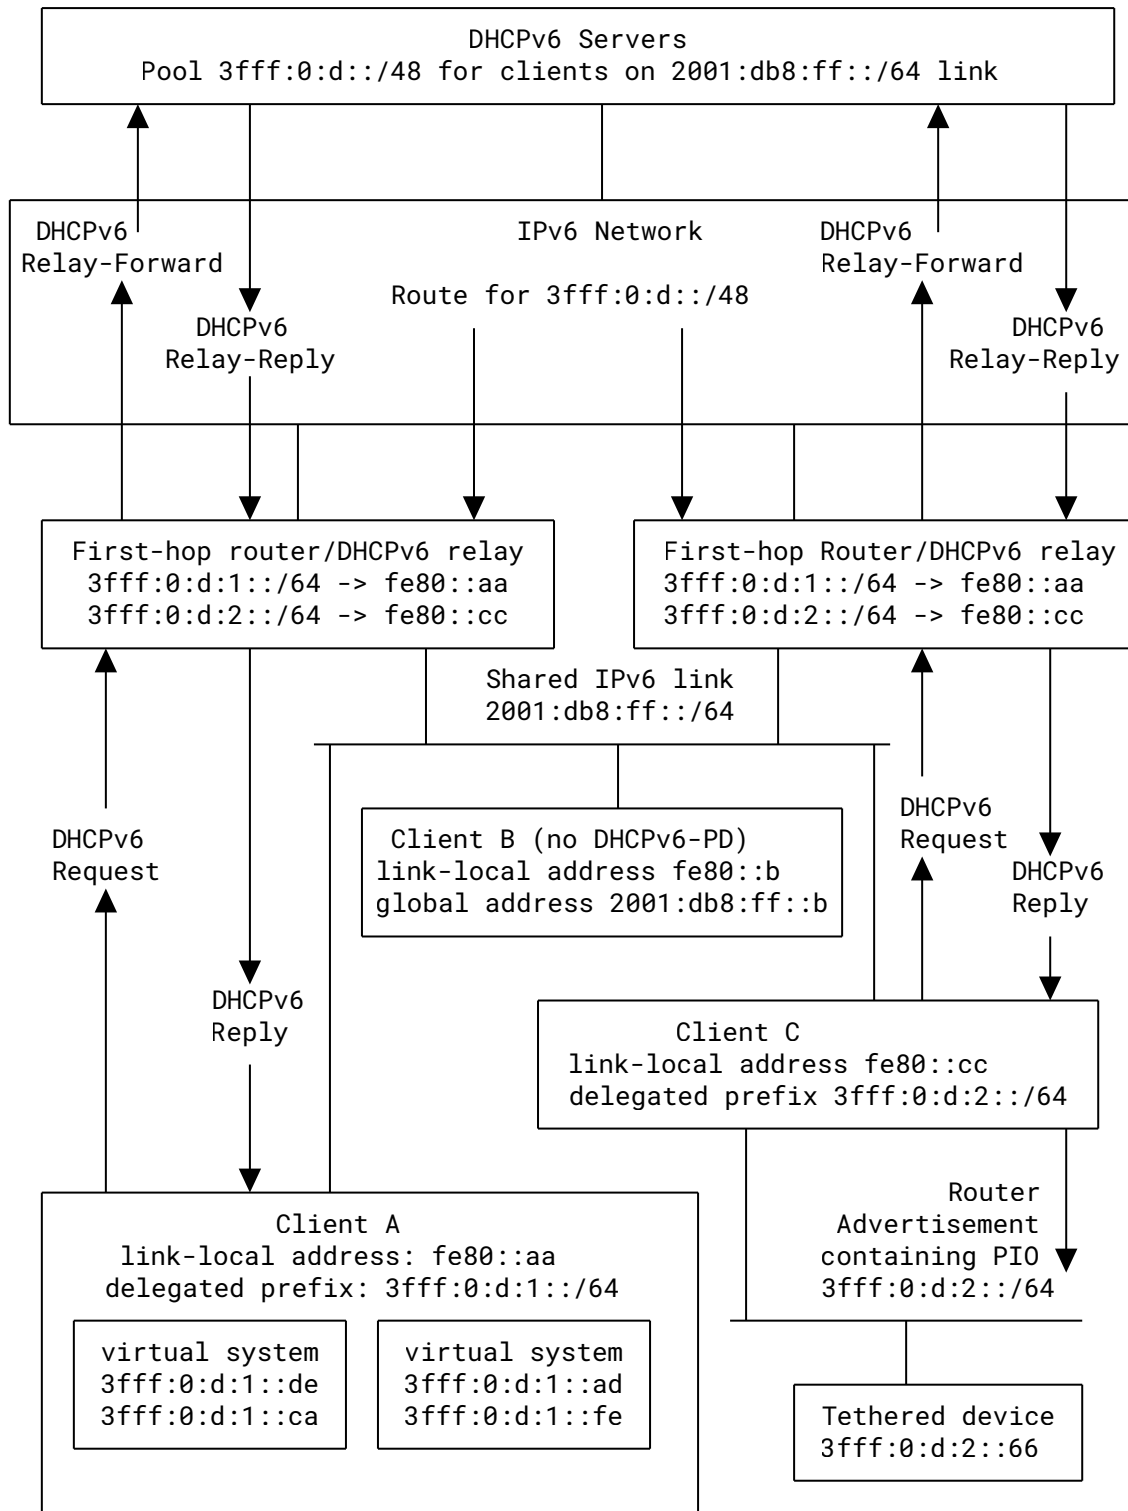 DHCPv6 Servers
Pool 3fff:0:d::/48 for clients on 2001:db8:ff::/64 link
DHCPv6
Relay-Forward
IPv6 Network
DHCPv6
Relay-Forward
Route for 3fff:0:d::/48
DHCPv6
Relay-Reply
DHCPv6
Relay-Reply
First-hop router/DHCPv6 relay
3fff:0:d:1::/64 -> fe80::aa
3fff:0:d:2::/64 -> fe80::cc
First-hop Router/DHCPv6 relay
3fff:0:d:1::/64 -> fe80::aa
3fff:0:d:2::/64 -> fe80::cc
Shared IPv6 link
2001:db8:ff::/64
DHCPv6
Request
Client B (no DHCPv6-PD)
link-local address fe80::b
global address 2001:db8:ff::b
DHCPv6
Request
DHCPv6
Reply
DHCPv6
Reply
Client C
link-local address fe80::cc
delegated prefix 3fff:0:d:2::/64
Client A
link-local address: fe80::aa
delegated prefix: 3fff:0:d:1::/64
Router
Advertisement
containing PIO
3fff:0:d:2::/64
virtual system
3fff:0:d:1::de
3fff:0:d:1::ca
virtual system
3fff:0:d:1::ad
3fff:0:d:1::fe
Tethered device
3fff:0:d:2::66